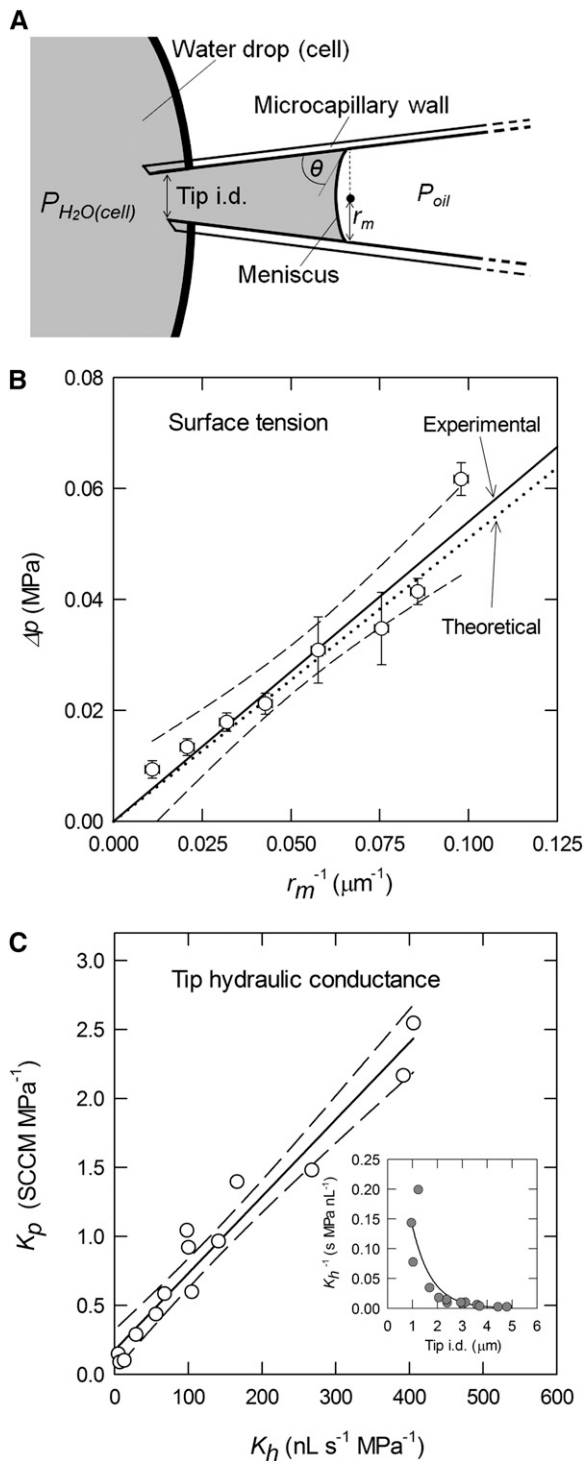 A
Water drop (cell)
Microcapillary wall
θ
Tip i.d.
P_H2O(cell)
P_oil
r_m
Meniscus
B
Surface tension
Experimental
Theoretical
Δp (MPa)
0.08
0.06
0.04
0.02
0.00
0.000 0.025 0.050 0.075 0.100 0.125
r_m^-1 (μm^-1)
C
Tip hydraulic conductance
K_p (SCCM MPa^-1)
3.0
2.5
2.0
1.5
1.0
0.5
0.0
K_h^-1 (s MPa nL^-1)
0.25
0.20
0.15
0.10
0.05
0.00
0 1 2 3 4 5 6
Tip i.d. (μm)
0 100 200 300 400 500 600
K_h (nL s^-1 MPa^-1)